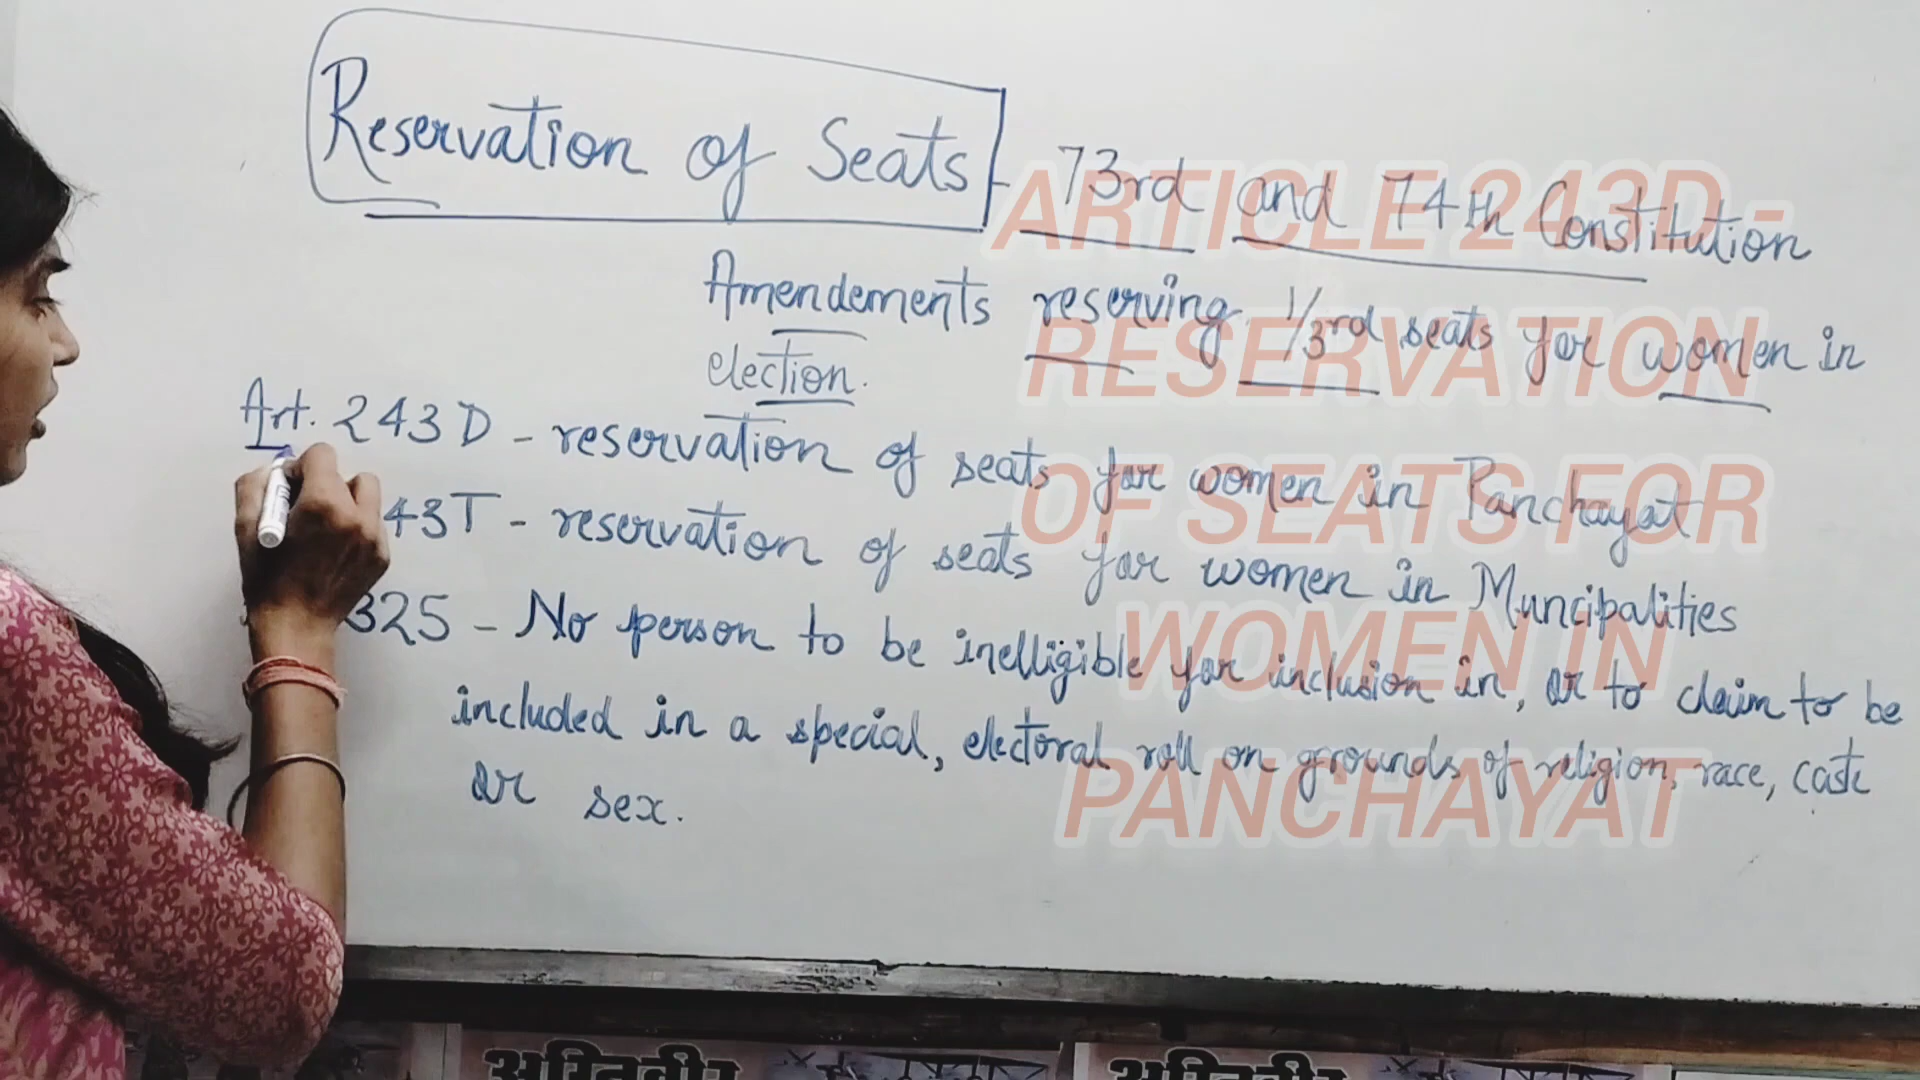 Reservation of Seats - 73rd and 74th Constitution
Amendements reserving 1/3rd seats for women in
election.
Art. 243D - reservation of seats for women in Panchayat
43T - reservation of seats for women in Muncipalities
325 - No person to be inelligible for inclusion in, or to claim to be
included in a special, electoral roll on grounds of religion, race, caste
or sex.
ARTICLE 243D -
RESERVATION
OF SEATS FOR
WOMEN IN
PANCHAYAT
अग्निवीर
अग्निवीर